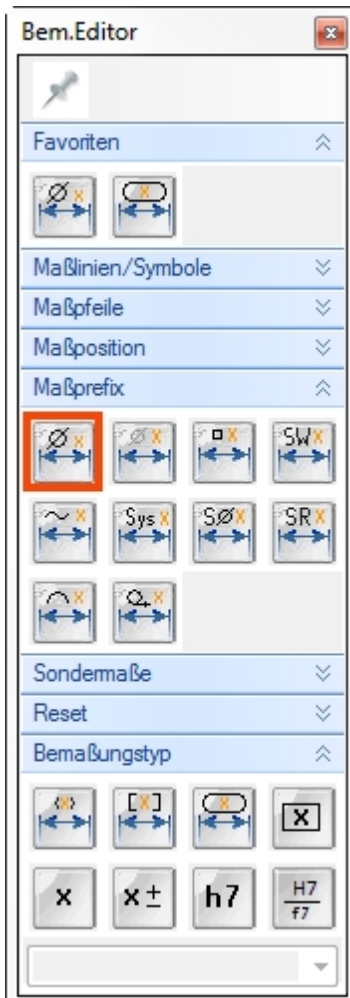 Bem.Editor
Favoriten
Ø x x
Maßlinien/Symbole
Maßpfeile
Maßposition
Maßprefix
Ø x Ø x □ x SW x
~ x Sys x SØ x SR x
⌒ x Q+ x
Sondermaße
Reset
Bemaßungstyp
<x> [x] x x
x x± h7 H7
f7